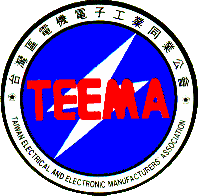 台灣區電機電子工業同業公會
TEEMA
TAIWAN ELECTRICAL AND ELECTRONIC MANUFACTURERS' ASSOCIATION